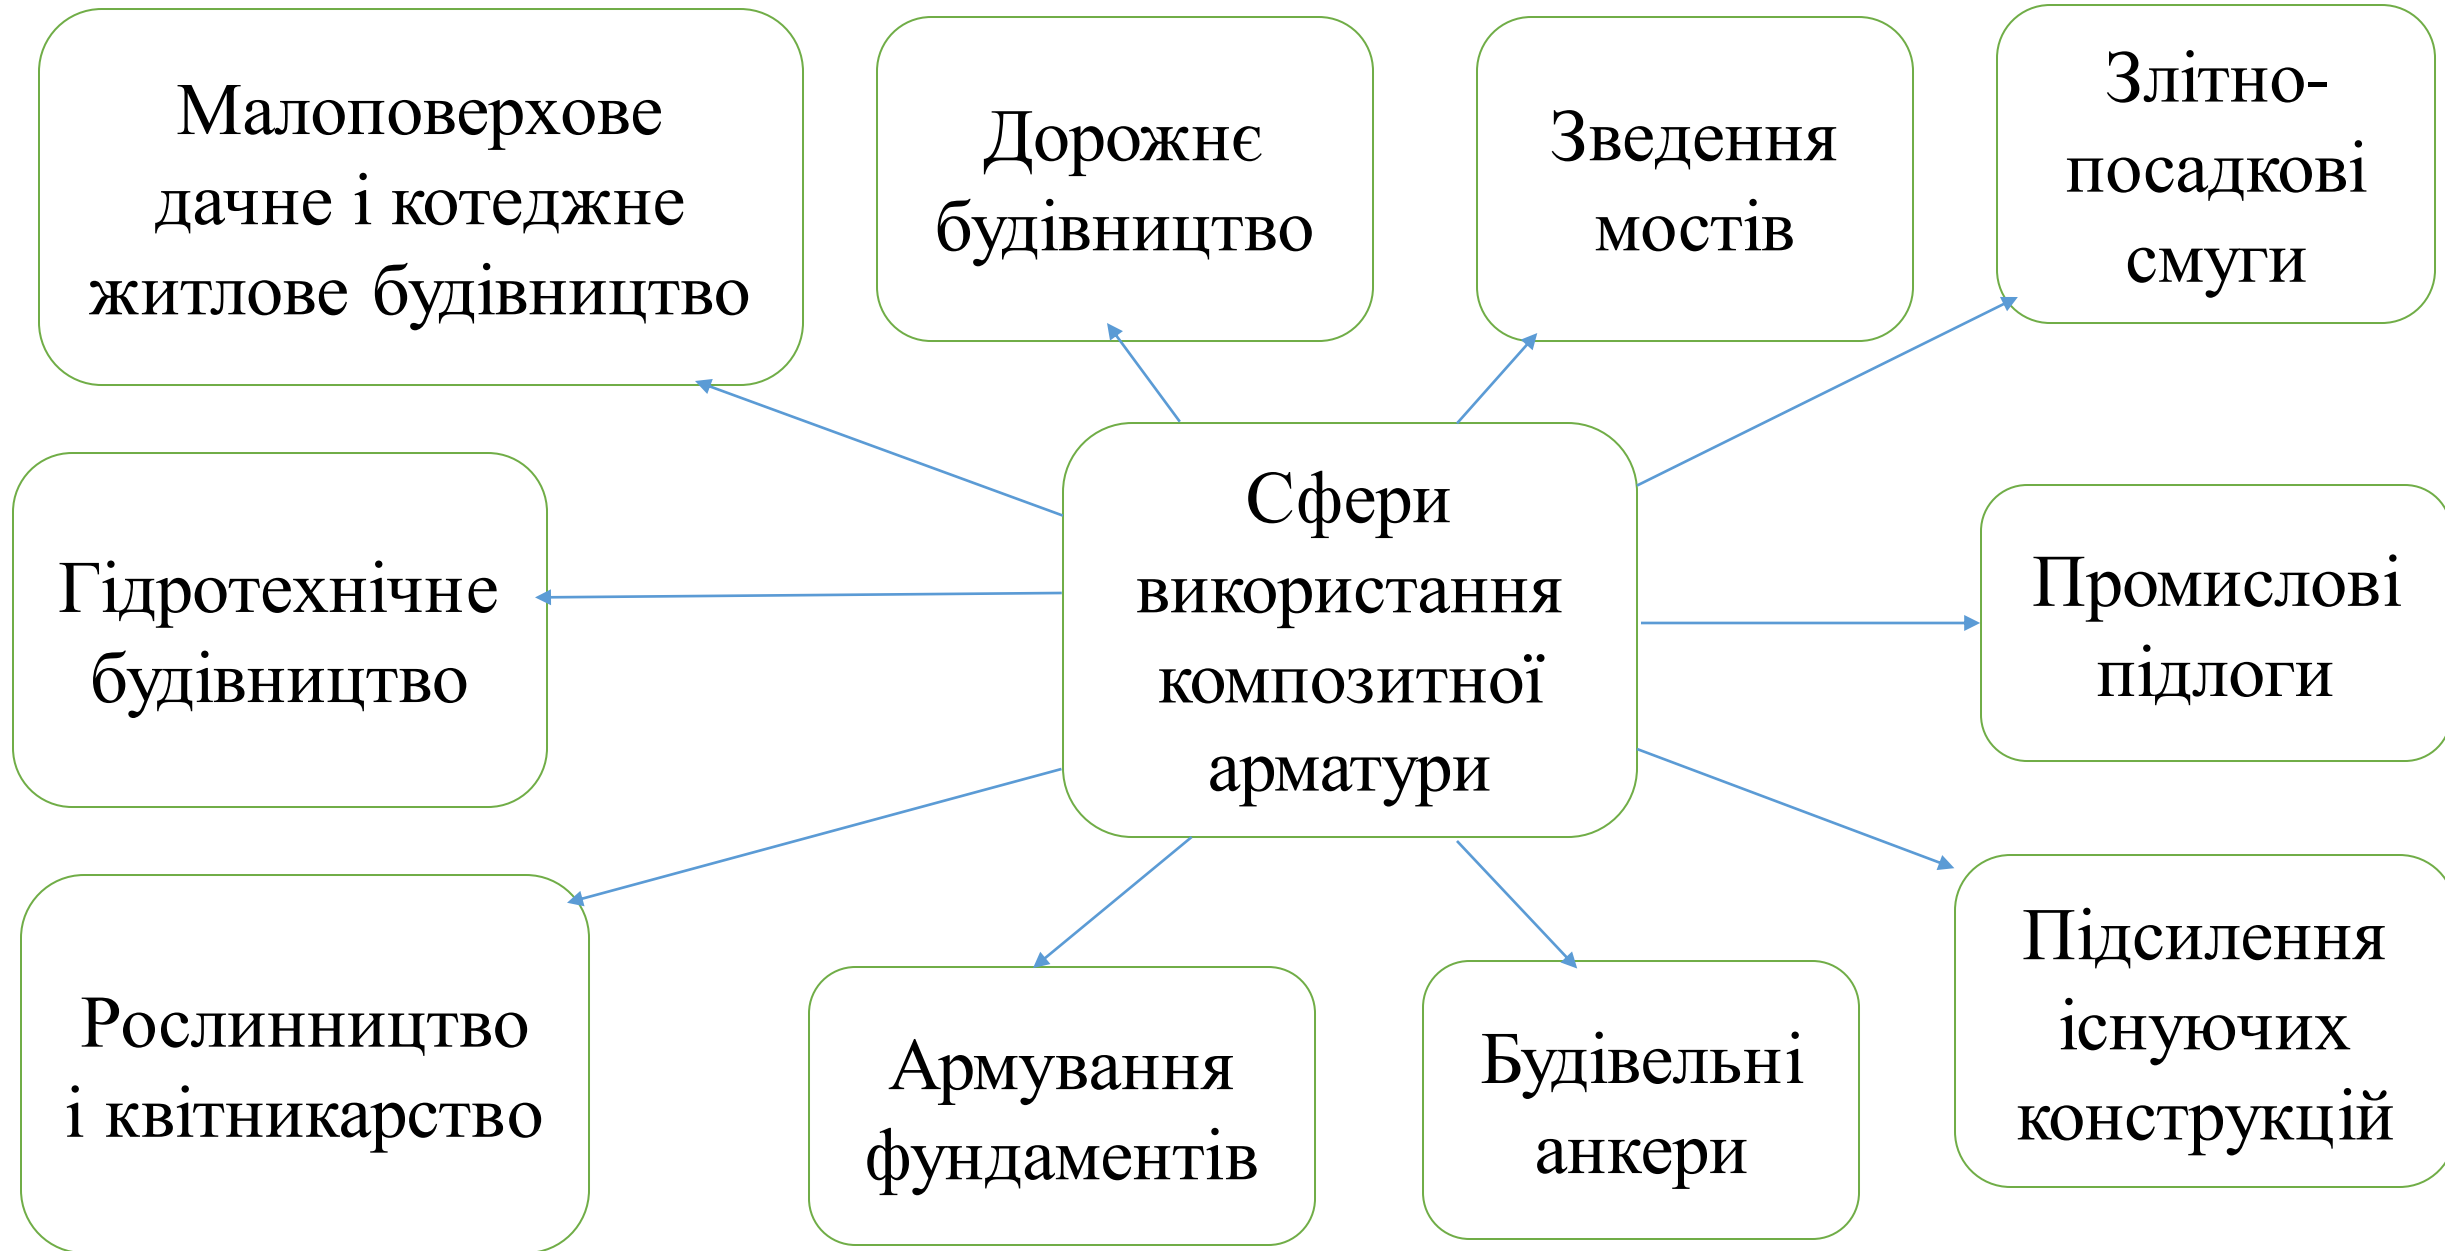 Малоповерхове
дачне і котеджне
житлове будівництво
Дорожнє
будівництво
Зведення
мостів
Злітно-
посадкові
смуги
Гідротехнічне
будівництво
Сфери
використання
композитної
арматури
Промислові
підлоги
Рослинництво
і квітникарство
Армування
фундаментів
Будівельні
анкери
Підсилення
існуючих
конструкцій